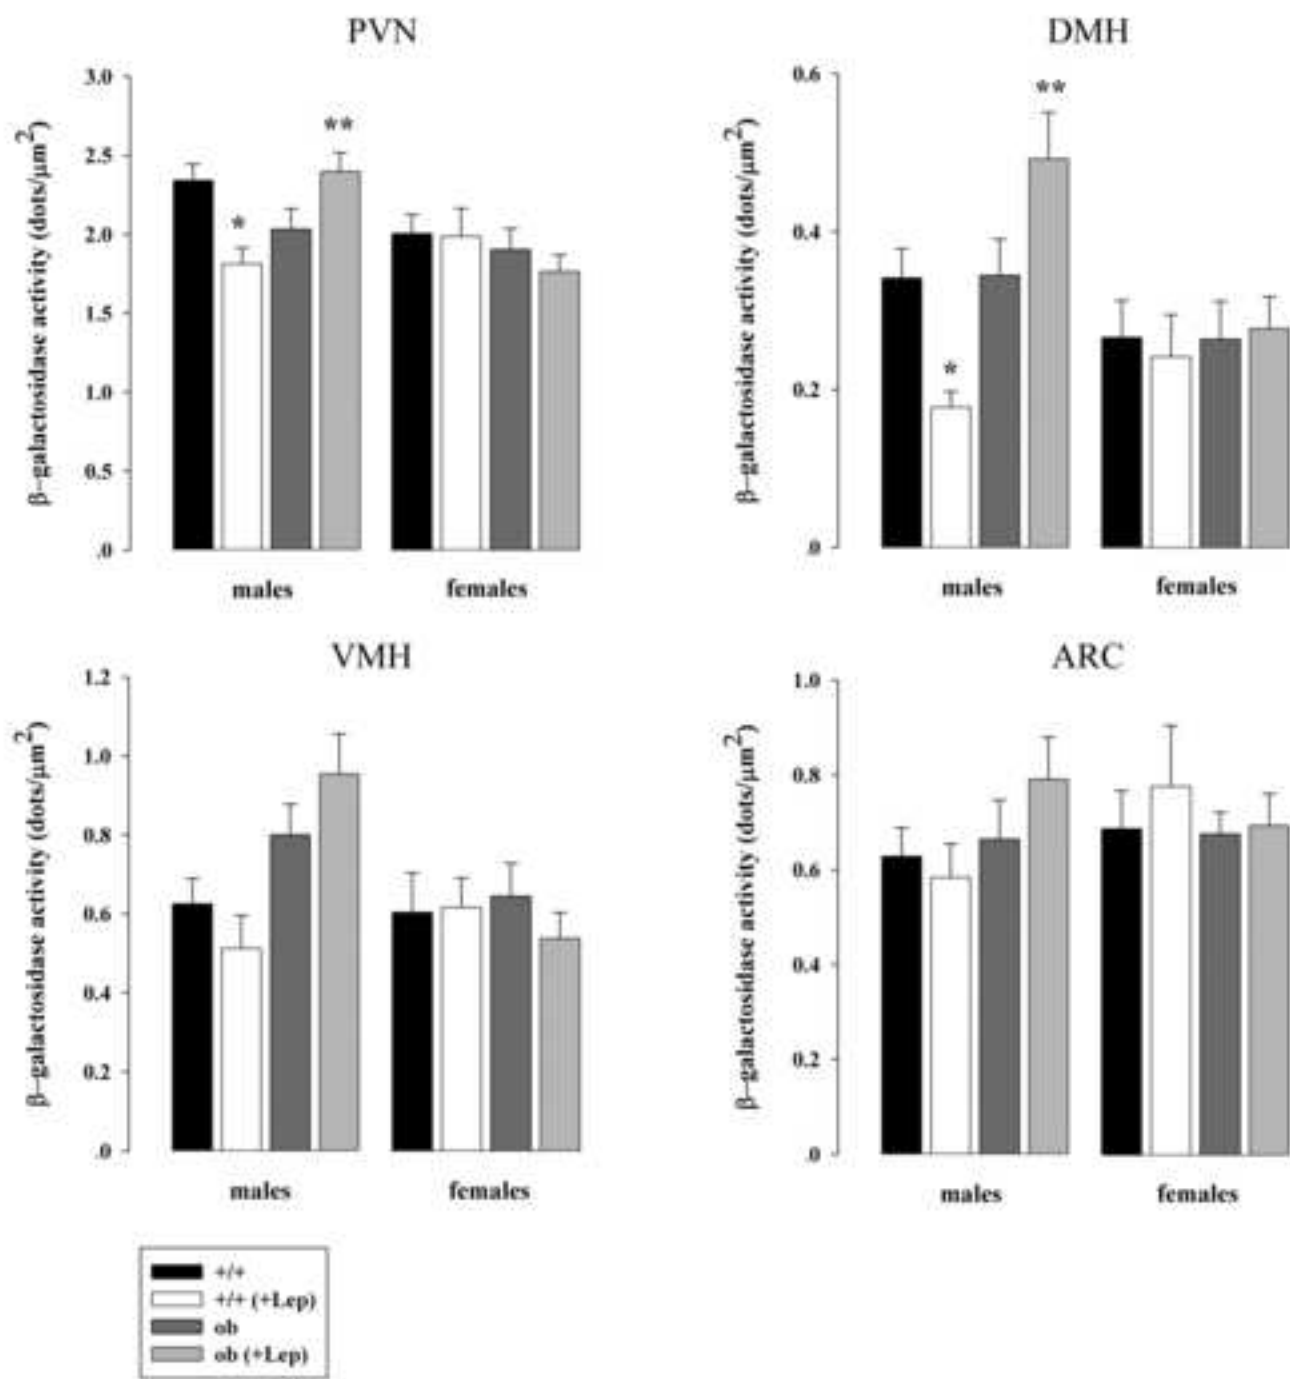 PVN
β–galactosidase activity (dots/µm²)
3.0
2.5
2.0
1.5
1.0
0.5
.0
*
**
males
females
DMH
β–galactosidase activity (dots/µm²)
0.6
0.4
0.2
.0
*
**
males
females
VMH
β–galactosidase activity (dots/µm²)
1.2
1.0
0.8
0.6
0.4
0.2
.0
males
females
ARC
β–galactosidase activity (dots/µm²)
1.0
0.8
0.6
0.4
0.2
.0
males
females
+/+
+/+ (+Lep)
ob
ob (+Lep)